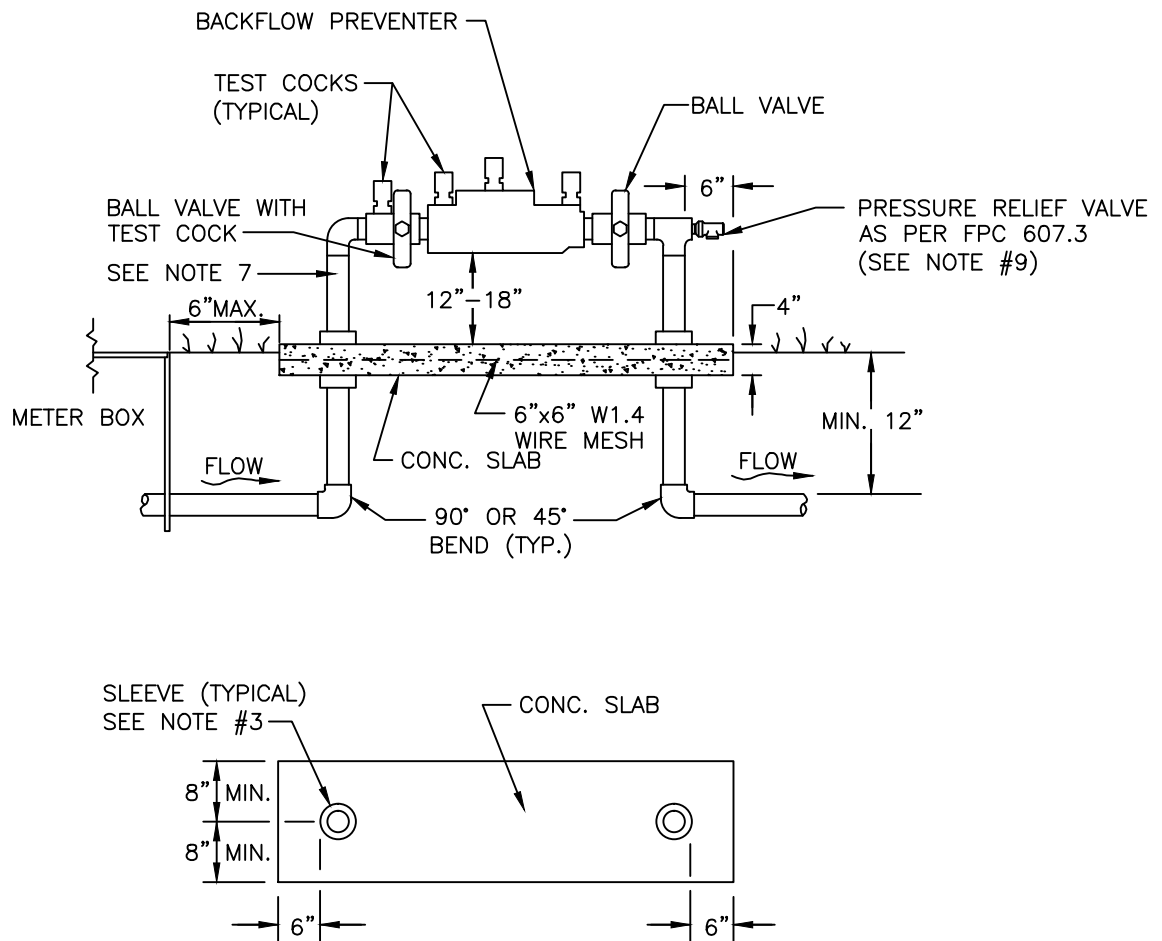 BACKFLOW PREVENTER
TEST COCKS
(TYPICAL)
BALL VALVE
6"
BALL VALVE WITH
TEST COCK
PRESSURE RELIEF VALVE
AS PER FPC 607.3
(SEE NOTE #9)
SEE NOTE 7
12"-18"
6"MAX.
4"
METER BOX
6"x6" W1.4
WIRE MESH
MIN. 12"
CONC. SLAB
FLOW
FLOW
90° OR 45°
BEND (TYP.)
SLEEVE (TYPICAL)
SEE NOTE #3
CONC. SLAB
8" MIN.
8" MIN.
6"
6"